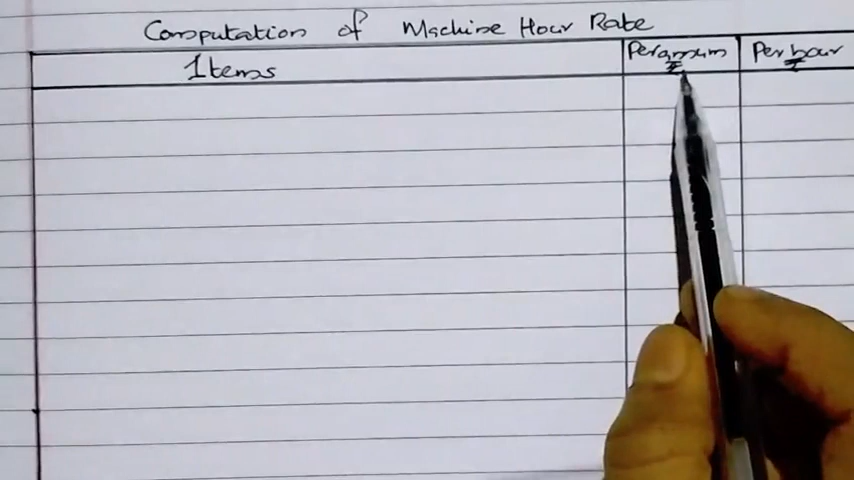 Computation of Machine Hour Rate
Items Per annum Per hour
₹ ₹